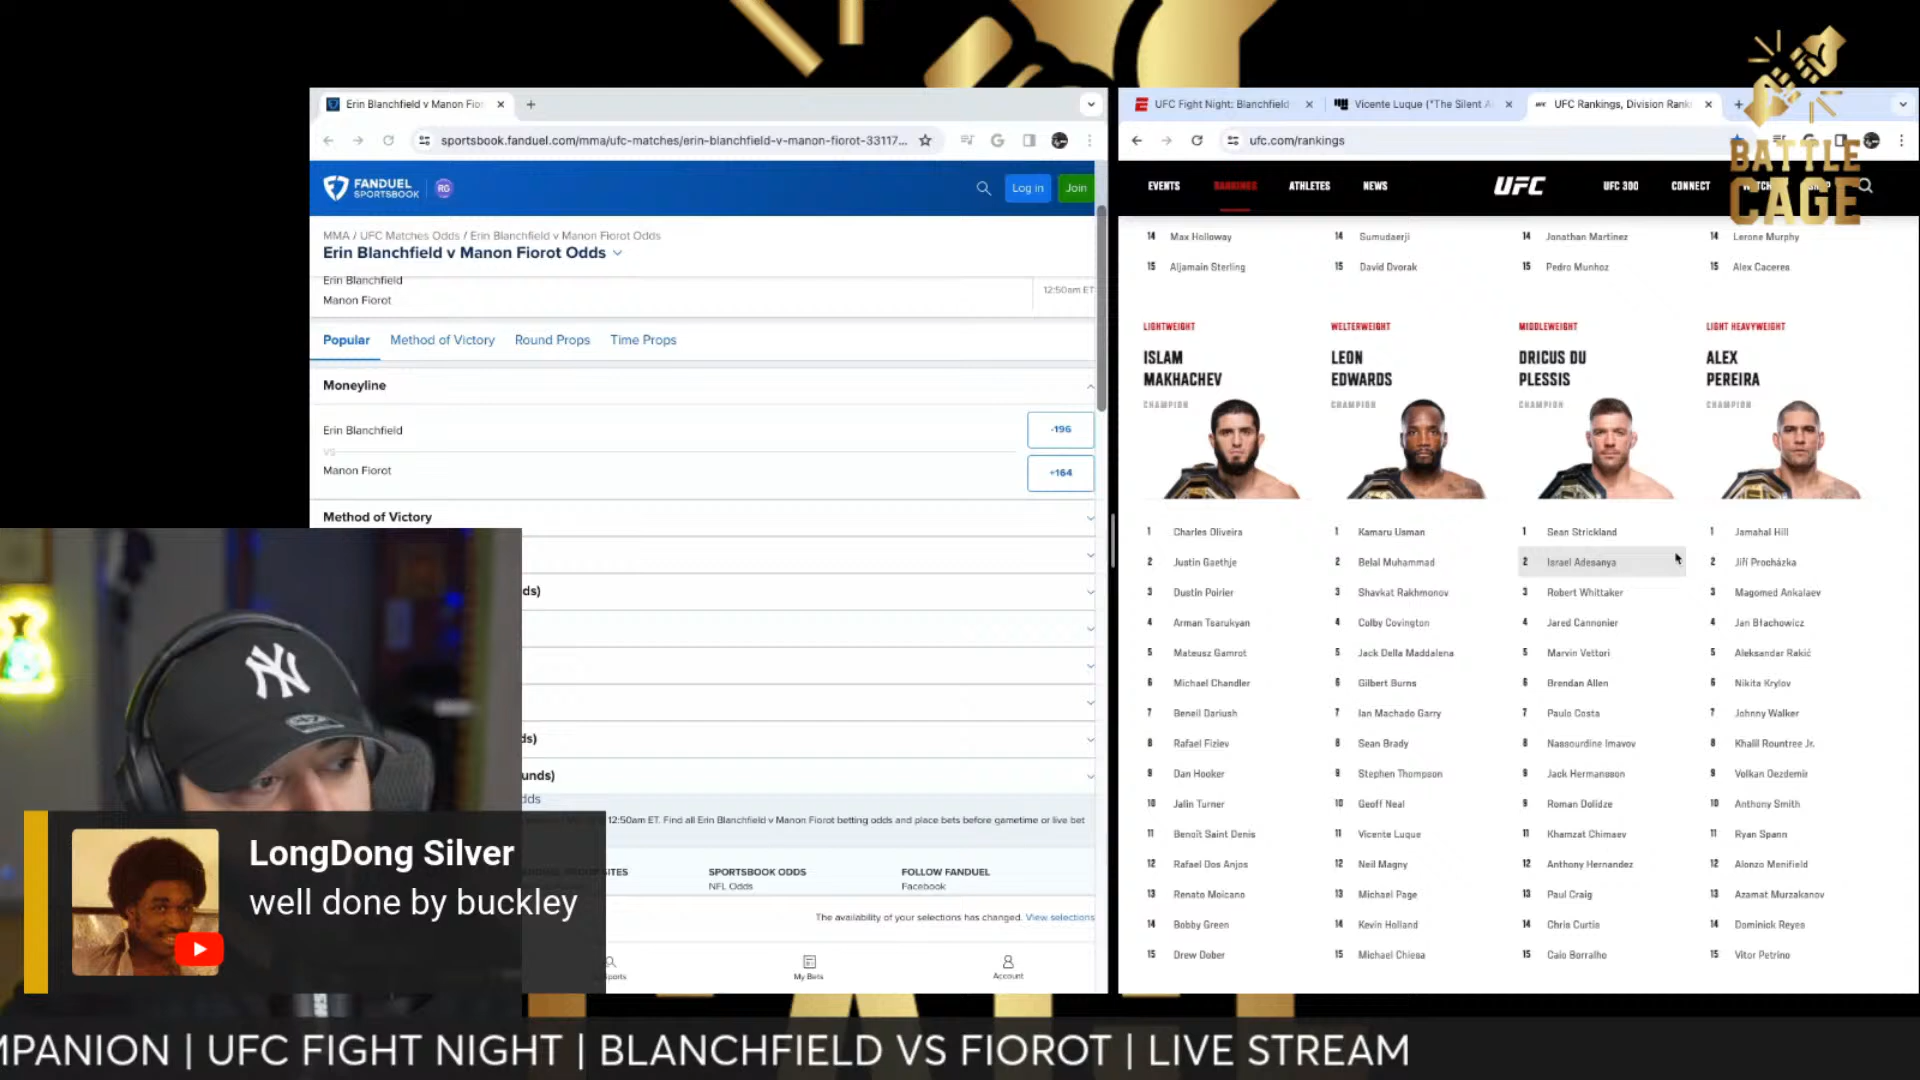 Erin Blanchfield v Manon Fio
sportsbook.fanduel.com/mma/ufc-matches/erin-blanchfield-v-manon-fiorot-33117...
FANDUEL
SPORTSBOOK
RG
Log in
Join
MMA / UFC Matches Odds / Erin Blanchfield v Manon Fiorot Odds
Erin Blanchfield v Manon Fiorot Odds
Erin Blanchfield
Manon Fiorot
12:50am ET
Popular
Method of Victory
Round Props
Time Props
Moneyline
Erin Blanchfield
-196
VS
Manon Fiorot
+164
Method of Victory
ds)
ds)
unds)
dds
12:50am ET. Find all Erin Blanchfield v Manon Fiorot betting odds and place bets before gametime or live bet
ITES
SPORTSBOOK ODDS
FOLLOW FANDUEL
NFL Odds
Facebook
The availability of your selections has changed. View selections
ports
My Bets
Account
UFC Fight Night: Blanchfield
Vicente Luque ("The Silent A
UFC Rankings, Division Rank
ufc.com/rankings
EVENTS
RANKINGS
ATHLETES
NEWS
UFC
UFC 300
CONNECT
BATTLE
CAGE
14 Max Holloway
14 Sumudaerji
14 Jonathan Martinez
14 Lerone Murphy
15 Aljamain Sterling
15 David Dvorak
15 Pedro Munhoz
15 Alex Caceres
LIGHTWEIGHT
ISLAM
MAKHACHEV
CHAMPION
1 Charles Oliveira
2 Justin Gaethje
3 Dustin Poirier
4 Arman Tsarukyan
5 Mateusz Gamrot
6 Michael Chandler
7 Beneil Dariush
8 Rafael Fiziev
9 Dan Hooker
10 Jalin Turner
11 Benoît Saint Denis
12 Rafael Dos Anjos
13 Renato Moicano
14 Bobby Green
15 Drew Dober
WELTERWEIGHT
LEON
EDWARDS
CHAMPION
1 Kamaru Usman
2 Belal Muhammad
3 Shavkat Rakhmonov
4 Colby Covington
5 Jack Della Maddalena
6 Gilbert Burns
7 Ian Machado Garry
8 Sean Brady
9 Stephen Thompson
10 Geoff Neal
11 Vicente Luque
12 Neil Magny
13 Michael Page
14 Kevin Holland
15 Michael Chiesa
MIDDLEWEIGHT
DRICUS DU
PLESSIS
CHAMPION
1 Sean Strickland
2 Israel Adesanya
3 Robert Whittaker
4 Jared Cannonier
5 Marvin Vettori
6 Brendan Allen
7 Paulo Costa
8 Nassourdine Imavov
9 Jack Hermansson
9 Roman Dolidze
11 Khamzat Chimaev
12 Anthony Hernandez
13 Paul Craig
14 Chris Curtis
15 Caio Borralho
LIGHT HEAVYWEIGHT
ALEX
PEREIRA
CHAMPION
1 Jamahal Hill
2 Jiří Procházka
3 Magomed Ankalaev
4 Jan Błachowicz
5 Aleksandar Rakić
6 Nikita Krylov
7 Johnny Walker
8 Khalil Rountree Jr.
9 Volkan Oezdemir
10 Anthony Smith
11 Ryan Spann
12 Alonzo Menifield
13 Azamat Murzakanov
14 Dominick Reyes
15 Vitor Petrino
NY
LongDong Silver
well done by buckley
MPANION | UFC FIGHT NIGHT | BLANCHFIELD VS FIOROT | LIVE STREAM